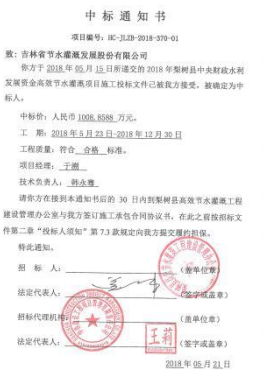 中标通知书
项目编号：HC-JLZB-2018-370-01
致：吉林省节水灌溉发展股份有限公司
你方于 2018 年 05 月 15 日所递交的 2018 年梨树县中央财政水利
发展资金高效节水灌溉项目施工投标文件已被我方接受，被确定为中
标人。
中标价：人民币 1008.8588 万元。
工 期：2018 年 5 月 23 日-2018 年 12 月 30 日
工程质量：符合 合格 标准。
项目经理：于
技术负责人：韩永骞
请你方在接到本通知书后的 30 日内到梨树县高效节水灌溉工程
建设管理办公室与我方签订施工承包合同协议书，在此之前按招标文
件第二章“投标人须知”第 7.3 款规定向我方提交履约担保。
特此通知。
招 标 人： （盖单位章）
法定代表人： （签字或盖章）
招标代理机构： （盖单位章）
法定代表人： 王莉 （签字或盖章）
2018 年 05 月 21 日